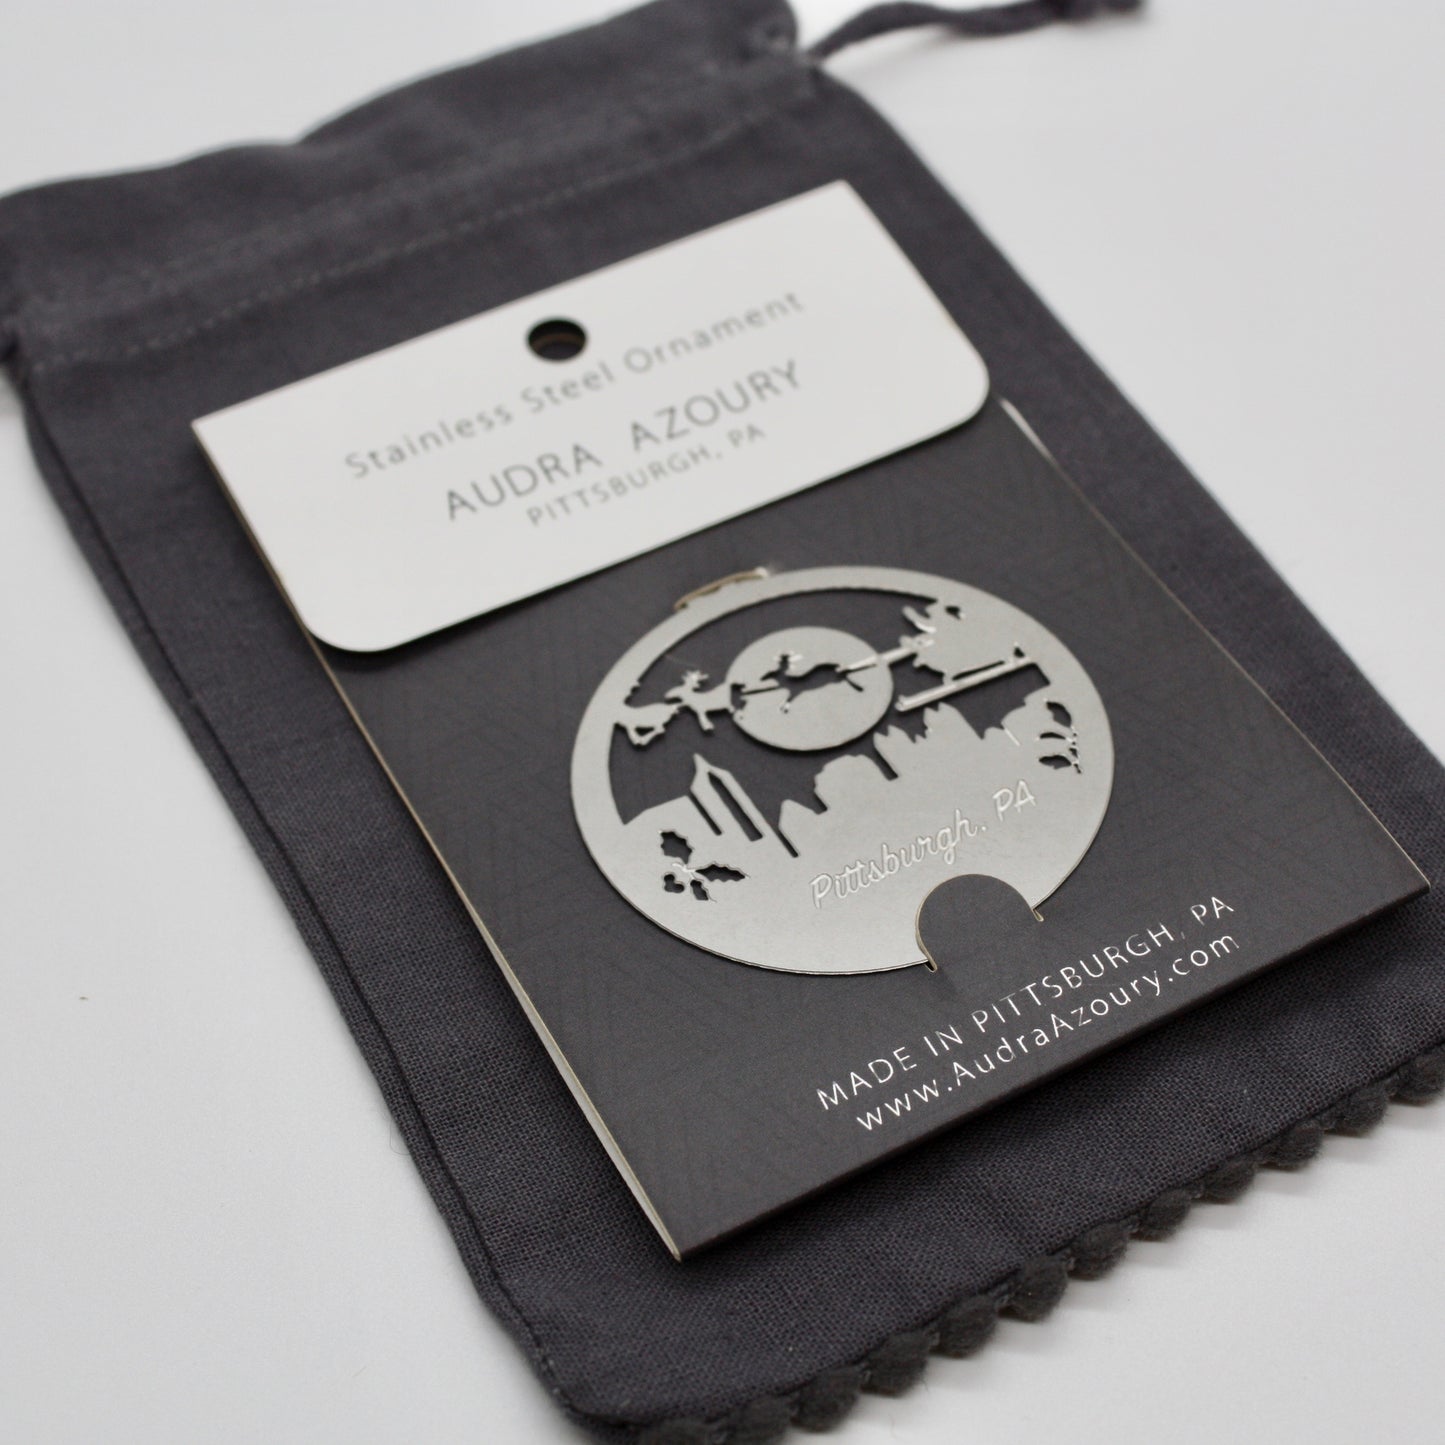 Stainless Steel Ornament
AUDRA AZOURY
PITTSBURGH, PA
Pittsburgh, PA
MADE IN PITTSBURGH, PA
www.AudraAzoury.com